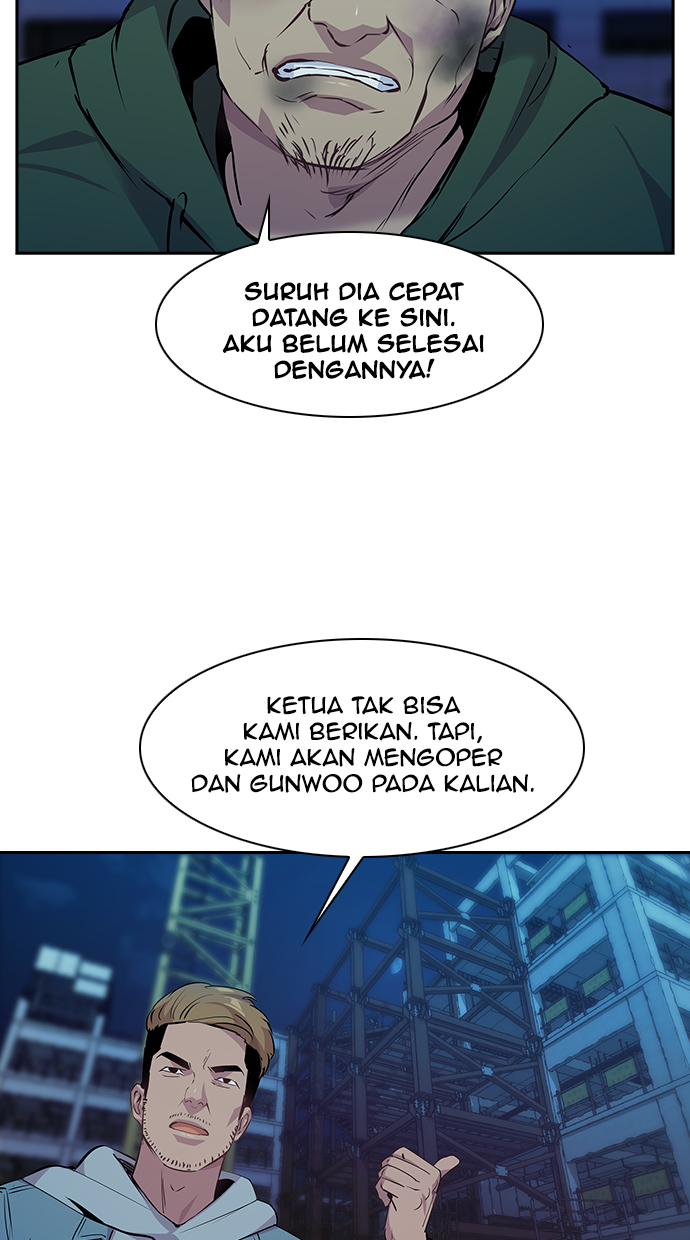 SURUH DIA CEPAT
DATANG KE SINI.
AKU BELUM SELESAI
DENGANNYA!
KETUA TAK BISA
KAMI BERIKAN. TAPI,
KAMI AKAN MENGOPER
DAN GUNWOO PADA KALIAN.